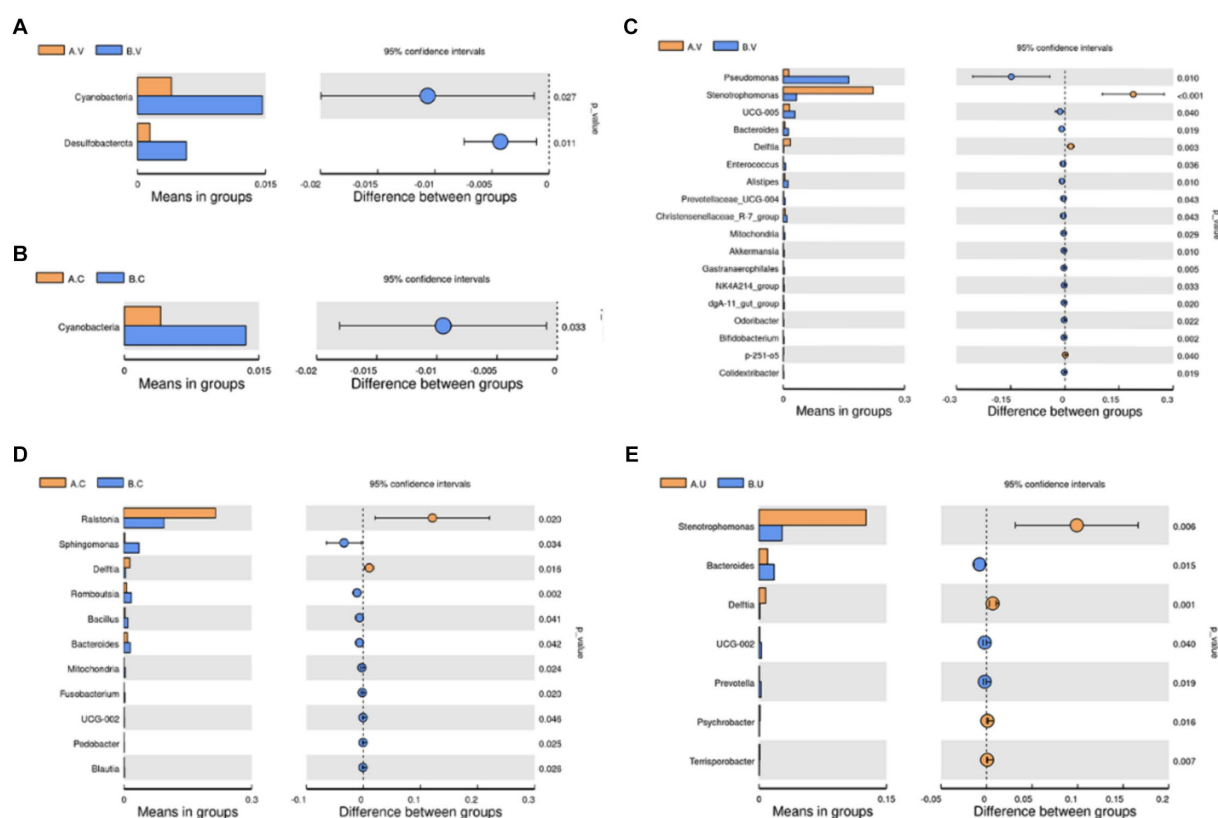 A
A.V B.V 95% confidence intervals
Cyanobacteria 0.027
Desulfobacterota 0.011
p_value
0 0.015 -0.02 -0.015 -0.01 -0.005 0
Means in groups Difference between groups
B
A.C B.C 95% confidence intervals
Cyanobacteria 0.033
0 0.015 -0.02 -0.015 -0.01 -0.005 0
Means in groups Difference between groups
C
A.V B.V 95% confidence intervals
Pseudomonas 0.010
Stenotrophomonas <0.001
UCG-005 0.040
Bacteroides 0.019
Delftia 0.003
Enterococcus 0.036
Alistipes 0.010
Prevotellaceae_UCG-004 0.043
Christensenellaceae_R-7_group 0.043
Mitochondria 0.029
Akkermansia 0.010
Gastranaerophilales 0.005
NK4A214_group 0.033
dgA-11_gut_group 0.020
Odoribacter 0.022
Bifidobacterium 0.002
p-251-o5 0.040
Colidextribacter 0.019
p_value
0 0.3 -0.3 -0.15 0 0.15 0.3
Means in groups Difference between groups
D
A.C B.C 95% confidence intervals
Ralstonia 0.020
Sphingomonas 0.034
Delftia 0.016
Romboutsia 0.002
Bacillus 0.041
Bacteroides 0.042
Mitochondria 0.024
Fusobacterium 0.020
UCG-002 0.046
Pedobacter 0.025
Blautia 0.026
p_value
0 0.3 -0.1 0 0.1 0.2 0.3
Means in groups Difference between groups
E
A.U B.U 95% confidence intervals
Stenotrophomonas 0.006
Bacteroides 0.015
Delftia 0.001
UCG-002 0.040
Prevotella 0.019
Psychrobacter 0.016
Terrisporobacter 0.007
p_value
0 0.15 -0.05 0 0.05 0.1 0.15 0.2
Means in groups Difference between groups